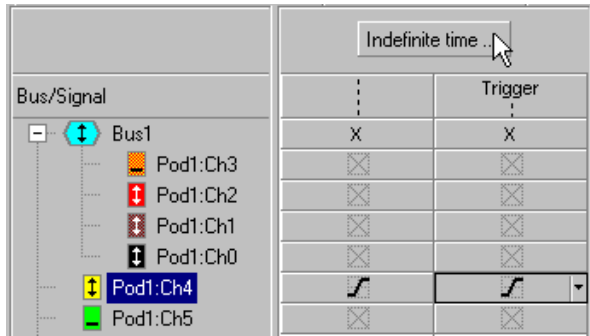 Indefinite time ...
Bus/Signal
Trigger
Bus1
X
X
Pod1:Ch3
Pod1:Ch2
Pod1:Ch1
Pod1:Ch0
Pod1:Ch4
Pod1:Ch5